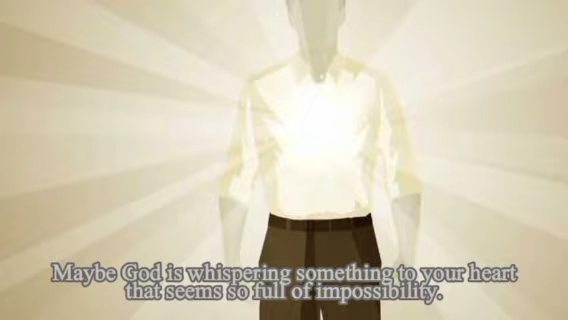 Maybe God is whispering something to your heart
that seems so full of impossibility.